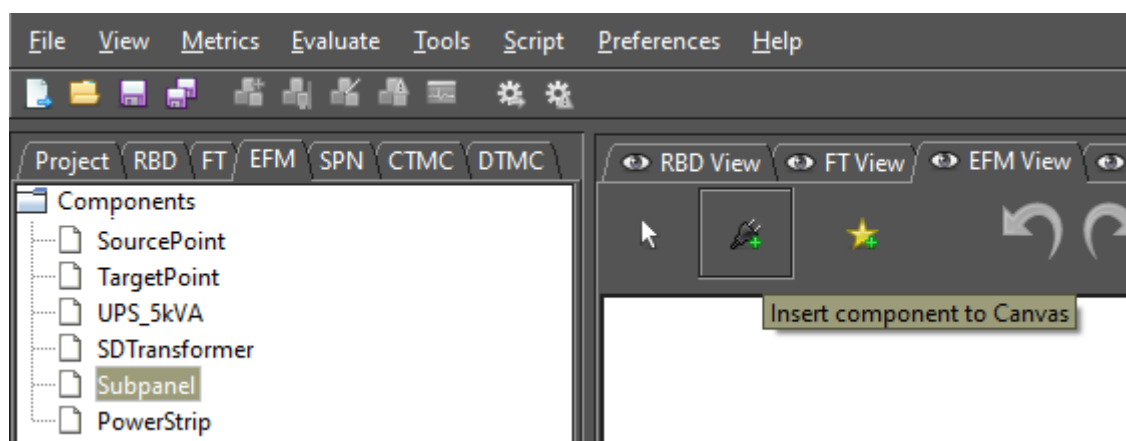 File View Metrics Evaluate Tools Script Preferences Help
Project RBD FT EFM SPN CTMC DTMC
RBD View FT View EFM View
Components
SourcePoint
TargetPoint
UPS_5kVA
SDTransformer
Subpanel
PowerStrip
Insert component to Canvas